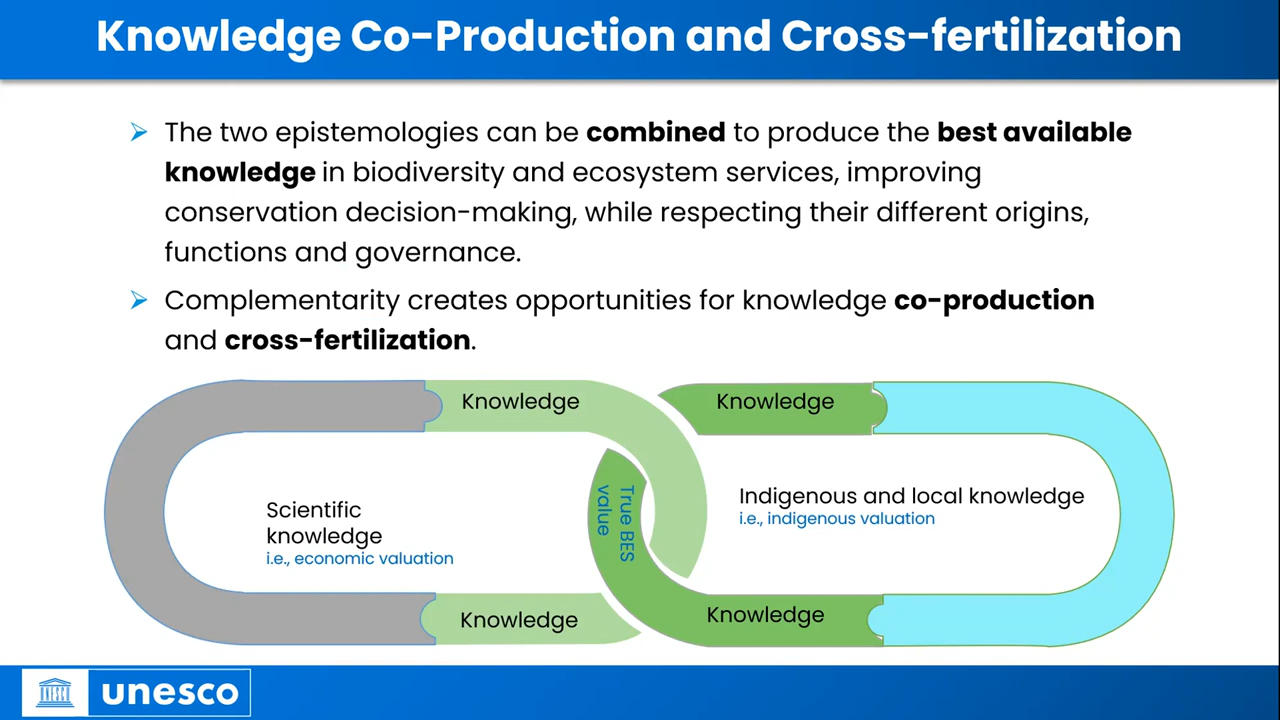 Knowledge Co-Production and Cross-fertilization
The two epistemologies can be combined to produce the best available
knowledge in biodiversity and ecosystem services, improving
conservation decision-making, while respecting their different origins,
functions and governance.
Complementarity creates opportunities for knowledge co-production
and cross-fertilization.
Knowledge
Knowledge
Scientific
knowledge
i.e., economic valuation
True BES
value
Indigenous and local knowledge
i.e., indigenous valuation
Knowledge
Knowledge
unesco